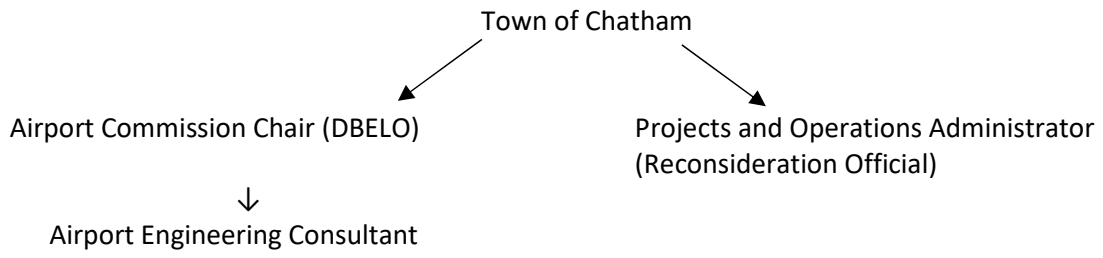 Town of Chatham
Airport Commission Chair (DBELO)
Projects and Operations Administrator
(Reconsideration Official)
Airport Engineering Consultant